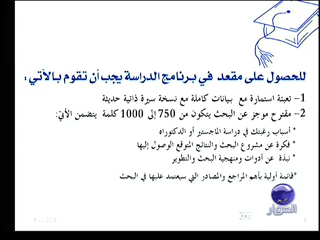 للحصول على مقعد في برنامج الدراسة يجب أن تقوم بالآتي :
1- تعبئة استمارة مع بيانات كاملة مع نسخة سيرة ذاتية حديثة
2- مقترح موجز عن البحث يتكون من 750 إلى 1000 كلمة يتضمن الآتي:
* أسباب رغبتك في دراسة الماجستير أو الدكتوراه
* فكرة عن مشروع البحث والنتائج المتوقع الوصول إليها
* نبذة عن أدوات ومنهجية البحث والتطوير
*قائمة أولية بأهم المراجع والمصادر التي سيعتمد عليها في البحث
الحوار